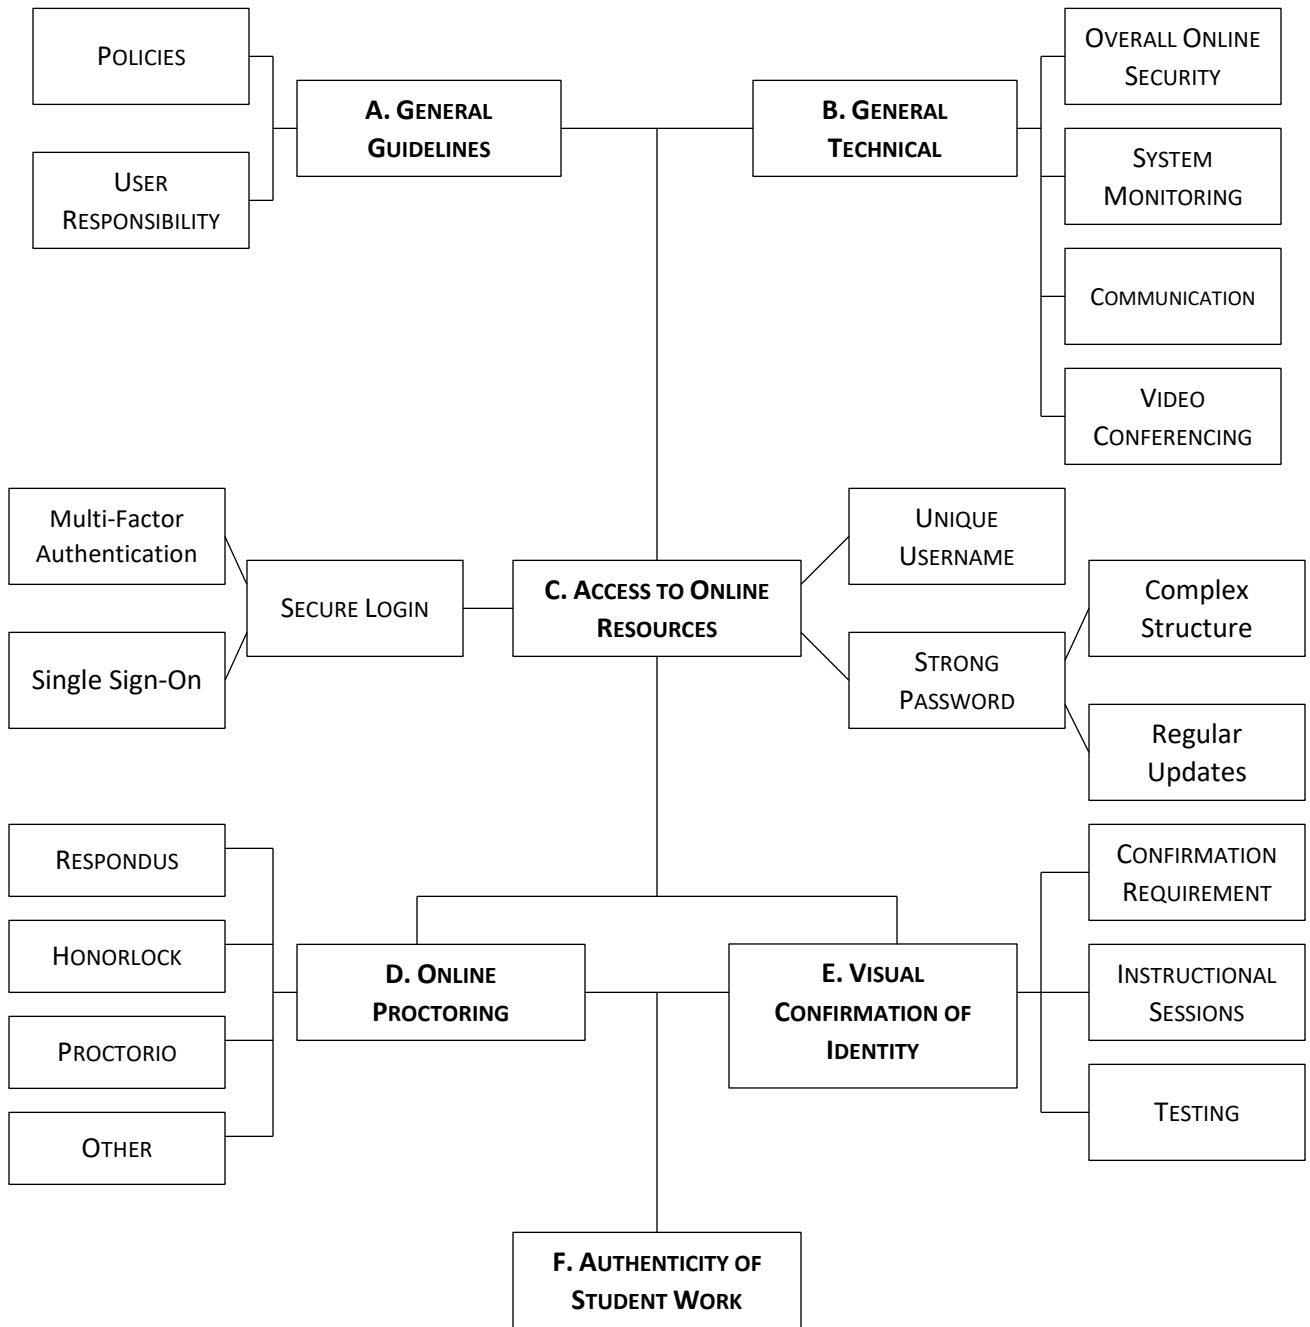 POLICIES
USER
RESPONSIBILITY
A. GENERAL
GUIDELINES
B. GENERAL
TECHNICAL
OVERALL ONLINE
SECURITY
SYSTEM
MONITORING
COMMUNICATION
VIDEO
CONFERENCING
Multi-Factor
Authentication
Single Sign-On
SECURE LOGIN
C. ACCESS TO ONLINE
RESOURCES
UNIQUE
USERNAME
STRONG
PASSWORD
Complex
Structure
Regular
Updates
RESPONDUS
HONORLOCK
PROCTORIO
OTHER
D. ONLINE
PROCTORING
E. VISUAL
CONFIRMATION OF
IDENTITY
CONFIRMATION
REQUIREMENT
INSTRUCTIONAL
SESSIONS
TESTING
F. AUTHENTICITY OF
STUDENT WORK